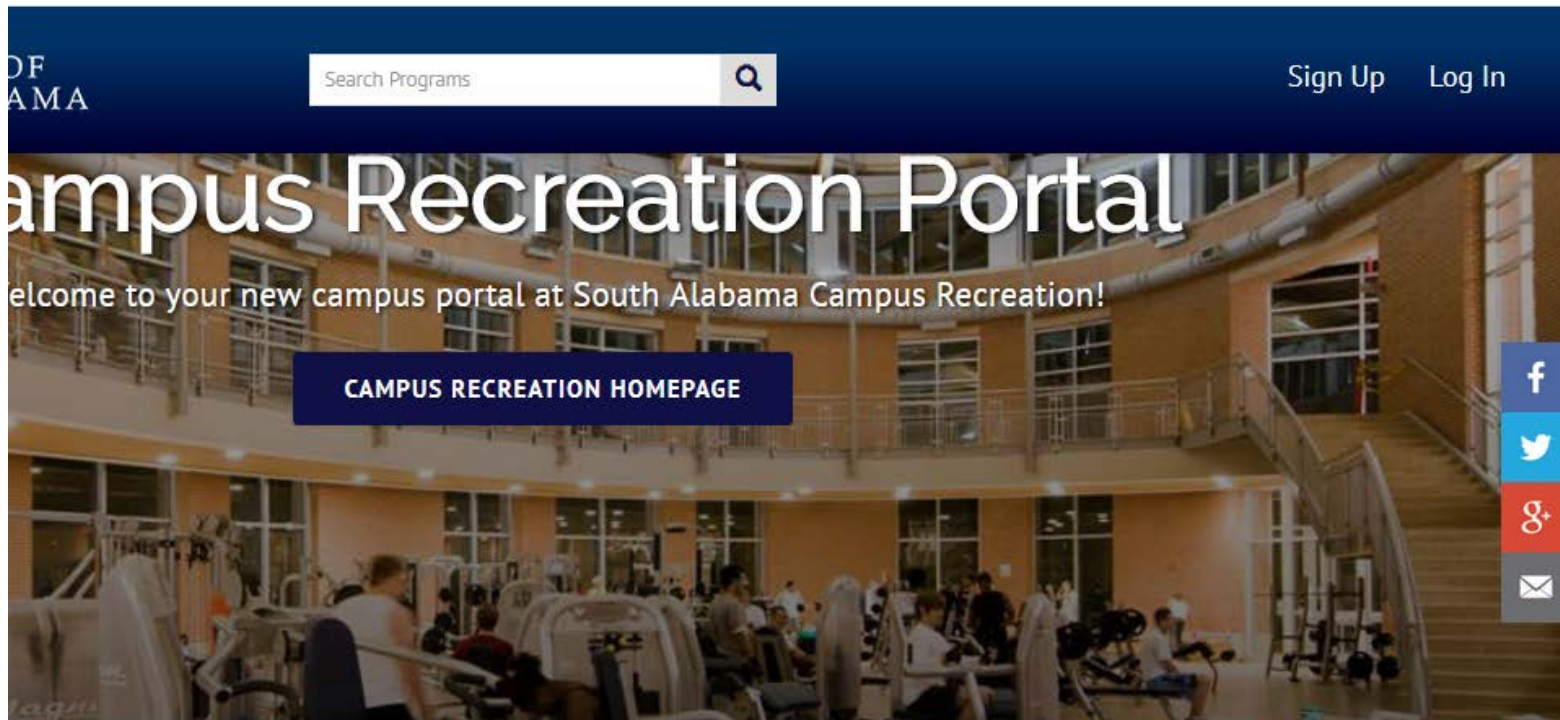 OF
AMA
Search Programs
Sign Up Log In
ampus Recreation Portal
elcome to your new campus portal at South Alabama Campus Recreation!
CAMPUS RECREATION HOMEPAGE
f
g+